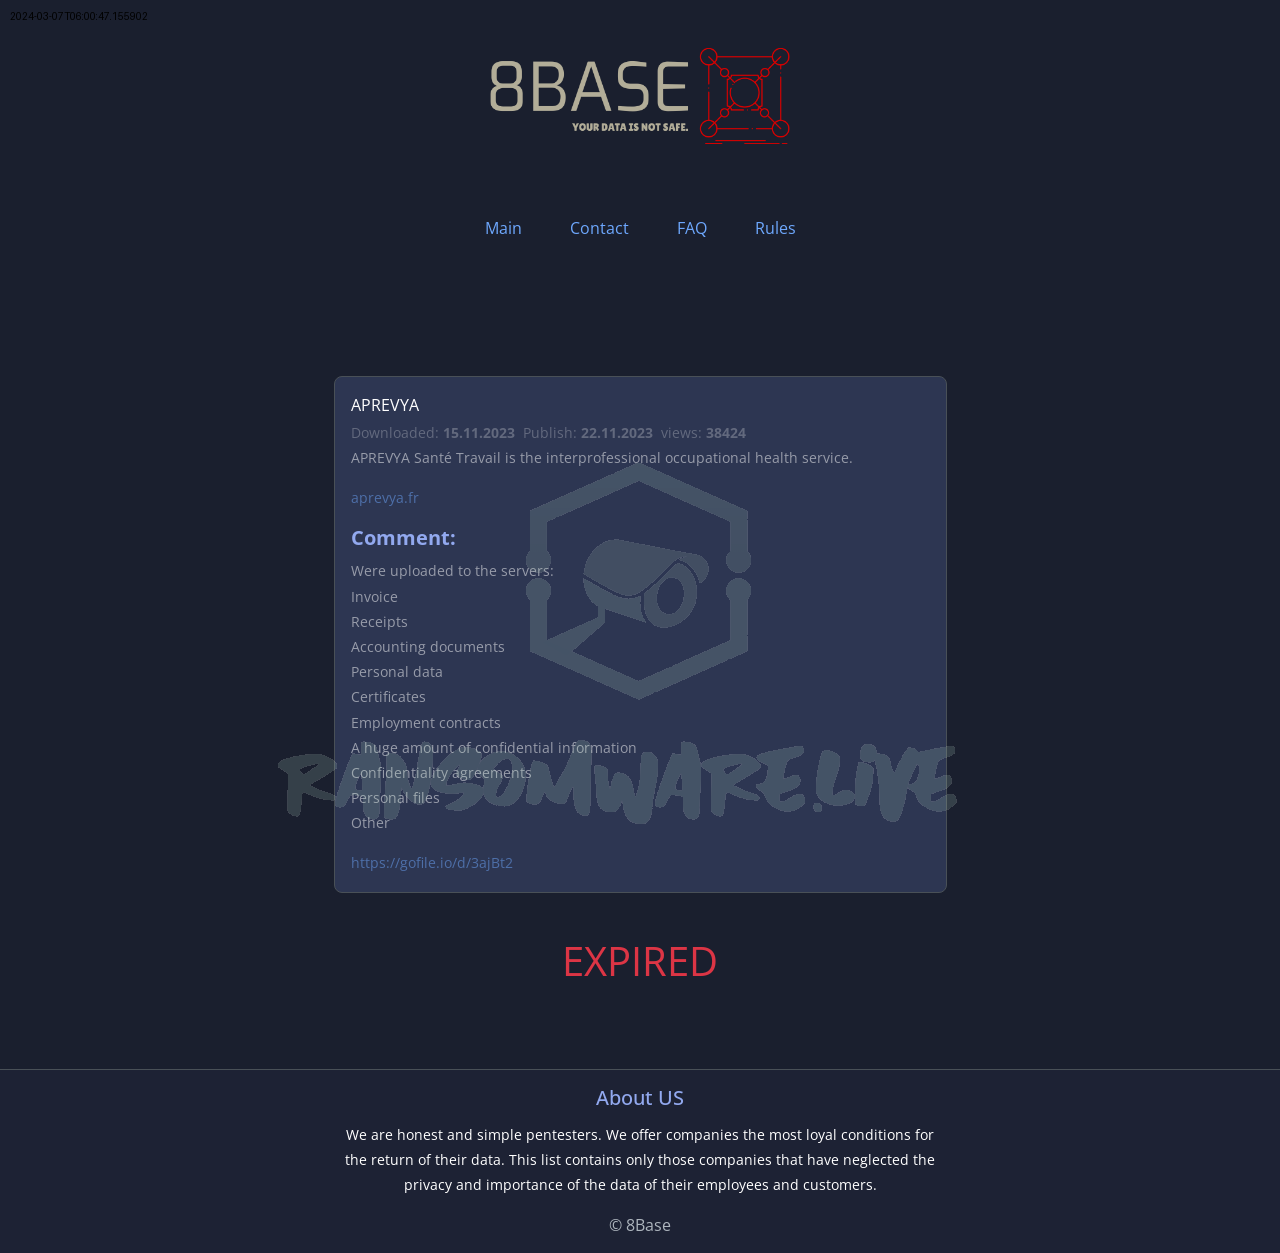 2024-03-07T06:00:47.155902
8BASE
YOUR DATA IS NOT SAFE.
Main Contact FAQ Rules
APREVYA
Downloaded: 15.11.2023 Publish: 22.11.2023 views: 38424
APREVYA Santé Travail is the interprofessional occupational health service.
aprevya.fr
Comment:
Were uploaded to the servers:
Invoice
Receipts
Accounting documents
Personal data
Certificates
Employment contracts
A huge amount of confidential information
Confidentiality agreements
RANSOMWARE.LIVE
Personal files
Other
https://gofile.io/d/3ajBt2
EXPIRED
About US
We are honest and simple pentesters. We offer companies the most loyal conditions for
the return of their data. This list contains only those companies that have neglected the
privacy and importance of the data of their employees and customers.
© 8Base